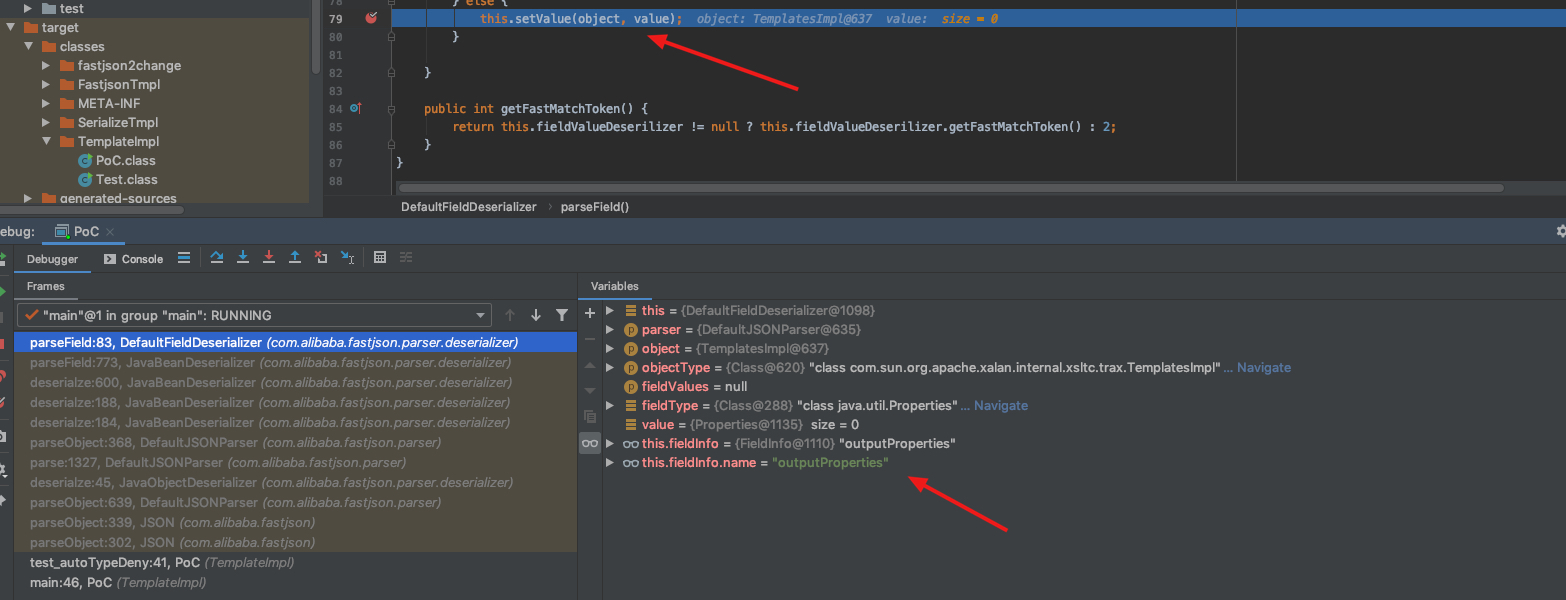 test
target
classes
fastjson2change
FastjsonTmpl
META-INF
SerializeTmpl
TemplateImpl
PoC.class
Test.class
generated-sources
78 } else {
79 this.setValue(object, value); object: TemplatesImpl@637 value: size = 0
80 }
81
82 }
83
84 public int getFastMatchToken() {
85 return this.fieldValueDeserilizer != null ? this.fieldValueDeserilizer.getFastMatchToken() : 2;
86 }
87 }
88
DefaultFieldDeserializer › parseField()
ebug: PoC ×
Debugger Console
Frames
"main"@1 in group "main": RUNNING
parseField:83, DefaultFieldDeserializer (com.alibaba.fastjson.parser.deserializer)
parseField:773, JavaBeanDeserializer (com.alibaba.fastjson.parser.deserializer)
deserialze:600, JavaBeanDeserializer (com.alibaba.fastjson.parser.deserializer)
deserialze:188, JavaBeanDeserializer (com.alibaba.fastjson.parser.deserializer)
deserialze:184, JavaBeanDeserializer (com.alibaba.fastjson.parser.deserializer)
parseObject:368, DefaultJSONParser (com.alibaba.fastjson.parser)
parse:1327, DefaultJSONParser (com.alibaba.fastjson.parser)
deserialze:45, JavaObjectDeserializer (com.alibaba.fastjson.parser.deserializer)
parseObject:639, DefaultJSONParser (com.alibaba.fastjson.parser)
parseObject:339, JSON (com.alibaba.fastjson)
parseObject:302, JSON (com.alibaba.fastjson)
test_autoTypeDeny:41, PoC (TemplateImpl)
main:46, PoC (TemplateImpl)
Variables
this = {DefaultFieldDeserializer@1098}
parser = {DefaultJSONParser@635}
object = {TemplatesImpl@637}
objectType = {Class@620} "class com.sun.org.apache.xalan.internal.xsltc.trax.TemplatesImpl" ... Navigate
fieldValues = null
fieldType = {Class@288} "class java.util.Properties" ... Navigate
value = {Properties@1135} size = 0
this.fieldInfo = {FieldInfo@1110} "outputProperties"
this.fieldInfo.name = "outputProperties"